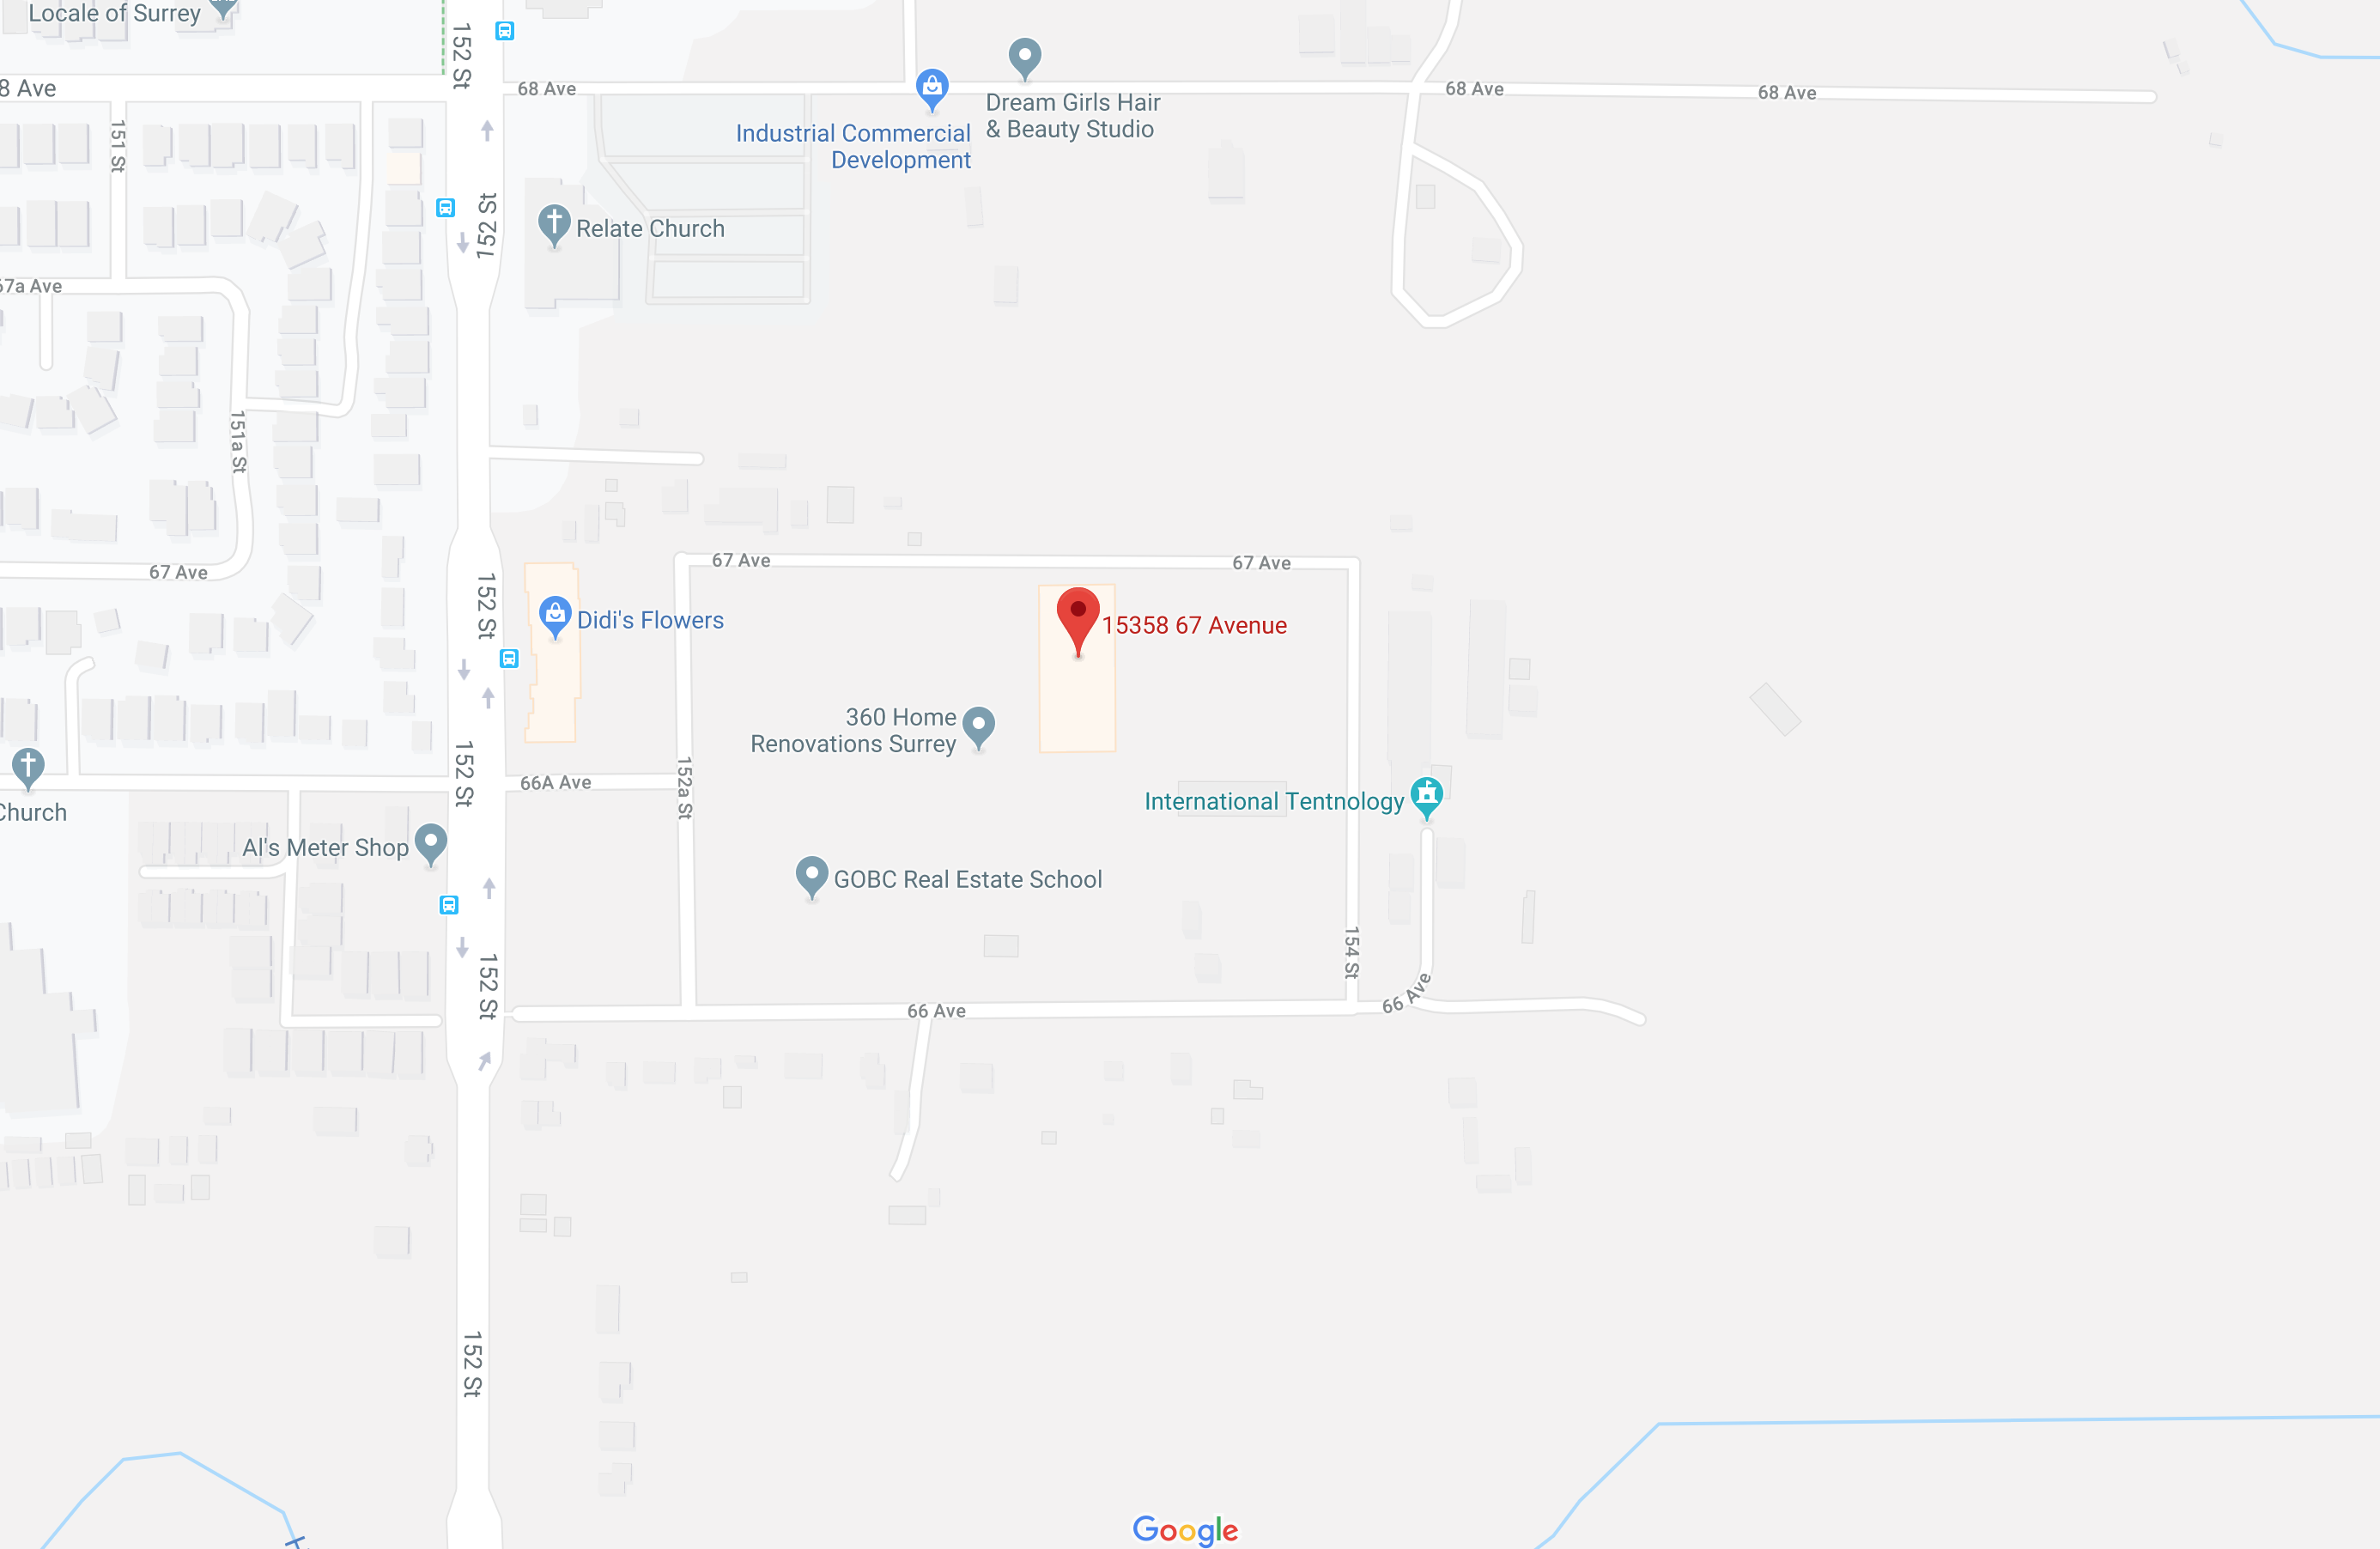 Locale of Surrey
152 St
8 Ave
68 Ave
68 Ave
68 Ave
Dream Girls Hair
& Beauty Studio
Industrial Commercial
Development
151 St
152 St
Relate Church
67a Ave
151a St
67 Ave
67 Ave
67 Ave
152 St
Didi's Flowers
15358 67 Avenue
360 Home
Renovations Surrey
152 St
66A Ave
152a St
International Tentnology
Church
Al's Meter Shop
GOBC Real Estate School
152 St
154 St
66 Ave
66 Ave
152 St
Google